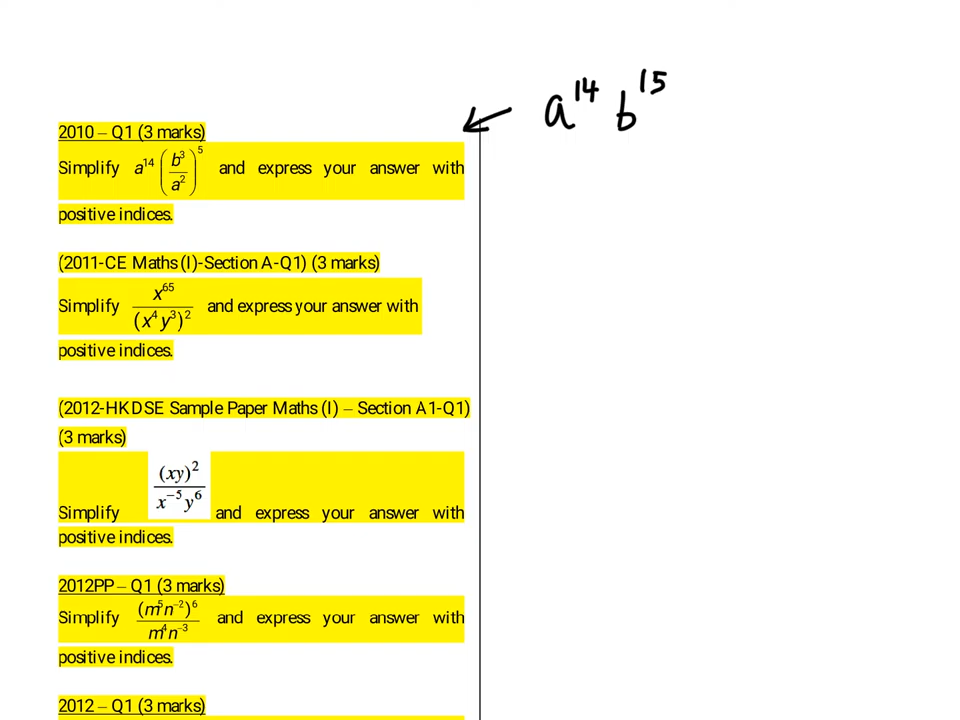 a¹⁴ b¹⁵
2010 – Q1 (3 marks)
Simplify a¹⁴ (b³/a²)⁵ and express your answer with
positive indices.
(2011-CE Maths (I)-Section A-Q1) (3 marks)
Simplify x⁶⁵/(x⁴y³)² and express your answer with
positive indices.
(2012-HKDSE Sample Paper Maths (I) – Section A1-Q1)
(3 marks)
Simplify (xy)²/x⁻⁵y⁶ and express your answer with
positive indices.
2012PP – Q1 (3 marks)
Simplify (m⁵n⁻²)⁶/m⁴n⁻³ and express your answer with
positive indices.
2012 – Q1 (3 marks)